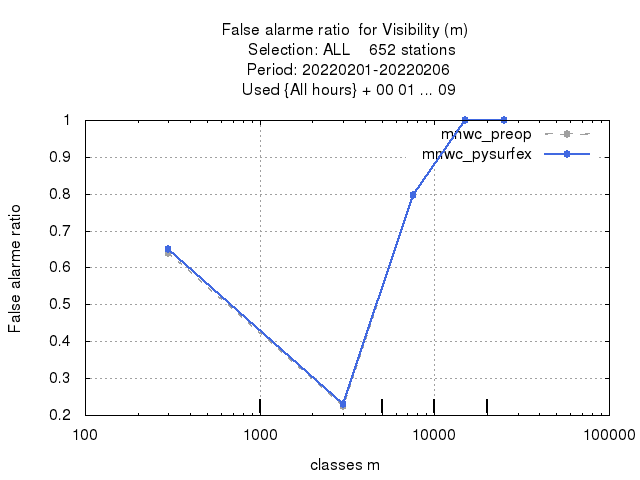 False alarme ratio  for Visibility (m)
Selection: ALL    652 stations
Period: 20220201-20220206
Used {All hours} + 00 01 ... 09
1
0.9
0.8
0.7
0.6
0.5
0.4
0.3
0.2
False alarme ratio
mnwc_preop
mnwc_pysurfex
100
1000
10000
100000
classes m